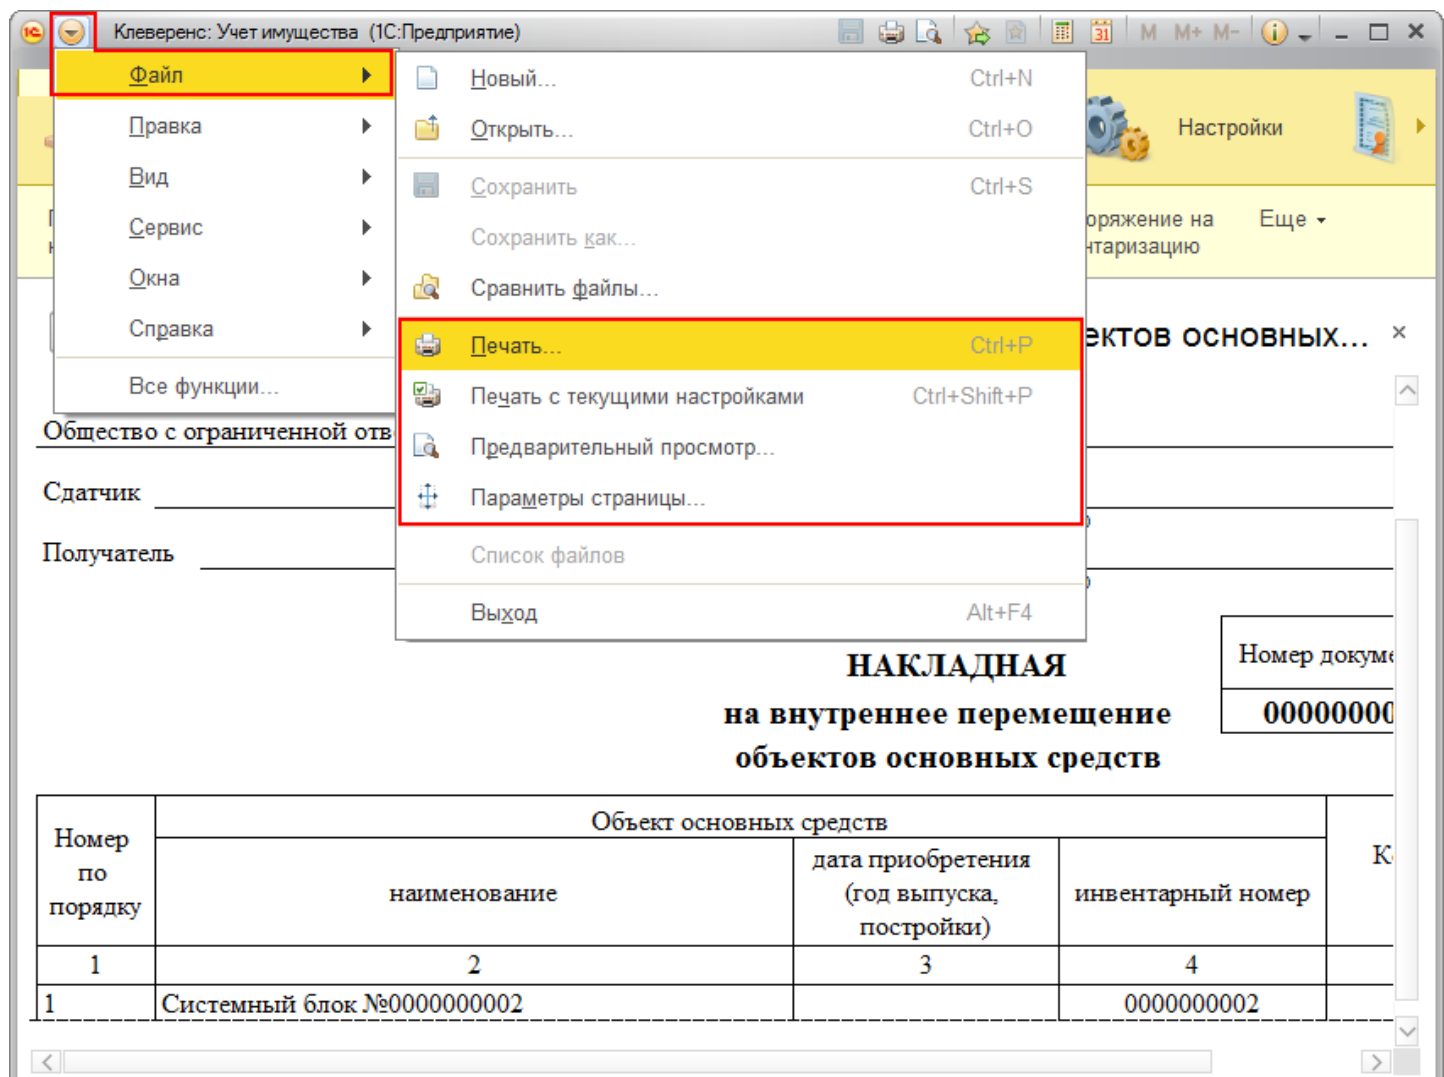 Клеверенс: Учет имущества (1С:Предприятие)
M M+ M-
31
Файл
Правка
Вид
Сервис
Окна
Справка
Все функции...
Новый... Ctrl+N
Открыть... Ctrl+O
Сохранить Ctrl+S
Сохранить как...
Сравнить файлы...
Печать... Ctrl+P
Печать с текущими настройками Ctrl+Shift+P
Предварительный просмотр...
Параметры страницы...
Список файлов
Выход Alt+F4
Настройки
оряжение на
нтаризацию
Еще
ектов основных...
Общество с ограниченной отв
Сдатчик
Получатель
НАКЛАДНАЯ
на внутреннее перемещение
объектов основных средств
Номер докуме
00000000
Номер
по
порядку
Объект основных средств
наименование
дата приобретения
(год выпуска,
постройки)
инвентарный номер
К
1 2 3 4
1 Системный блок №0000000002 0000000002